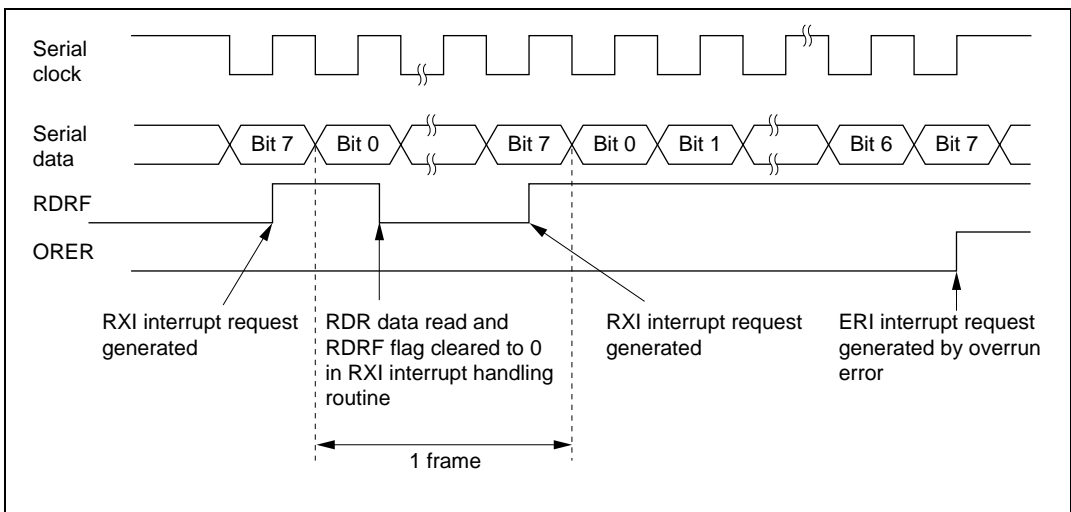 Serial
clock
Serial
data
Bit 7
Bit 0
Bit 7
Bit 0
Bit 1
Bit 6
Bit 7
RDRF
ORER
RXI interrupt request
generated
RDR data read and
RDRF flag cleared to 0
in RXI interrupt handling
routine
RXI interrupt request
generated
ERI interrupt request
generated by overrun
error
1 frame